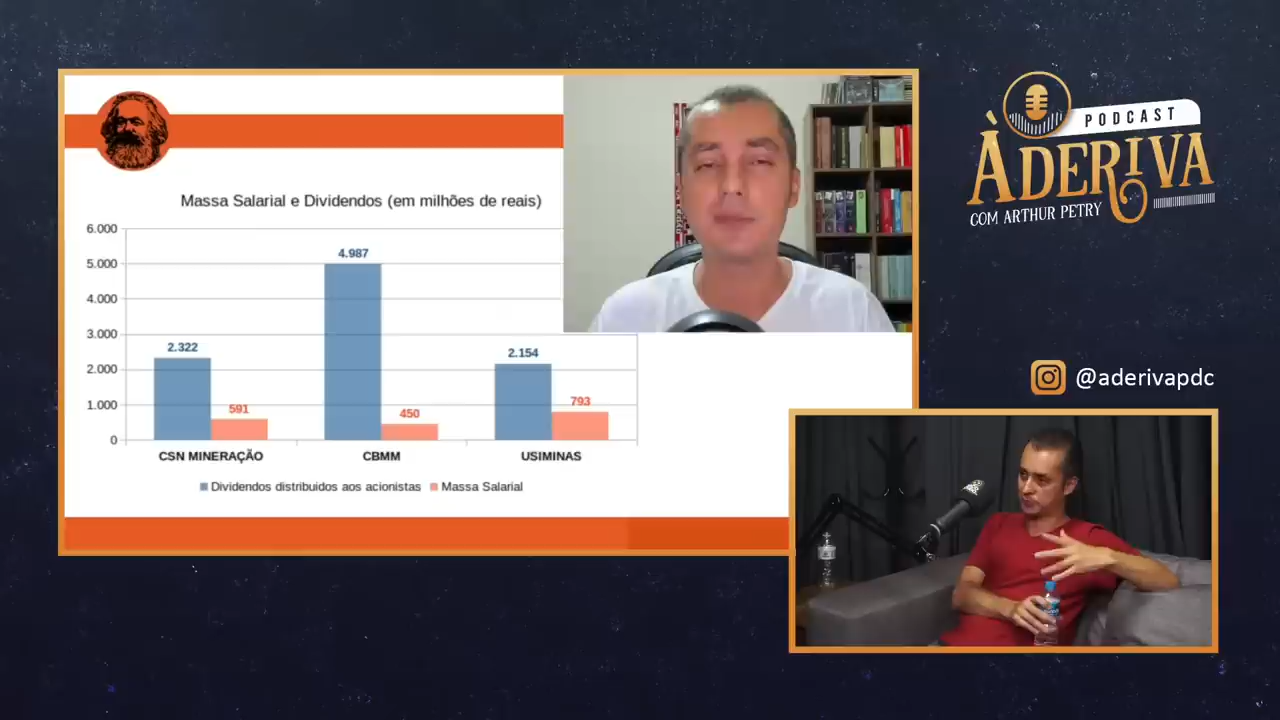 Massa Salarial e Dividendos (em milhões de reais)
6.000
5.000
4.000
3.000
2.000
1.000
0
2.322
591
4.987
450
2.154
793
CSN MINERAÇÃO
CBMM
USIMINAS
Dividendos distribuidos aos acionistas
Massa Salarial
PODCAST
À DERIVA
COM ARTHUR PETRY
@aderivapdc